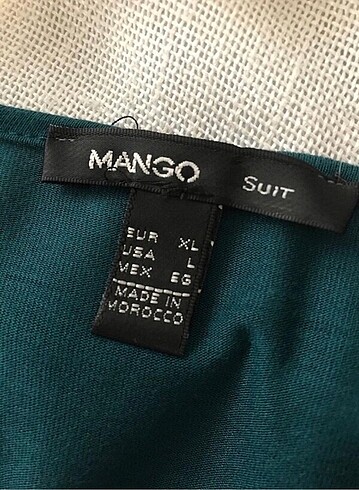 MANGO SUIT
EUR XL
USA L
MEX EG
MADE IN
MOROCCO